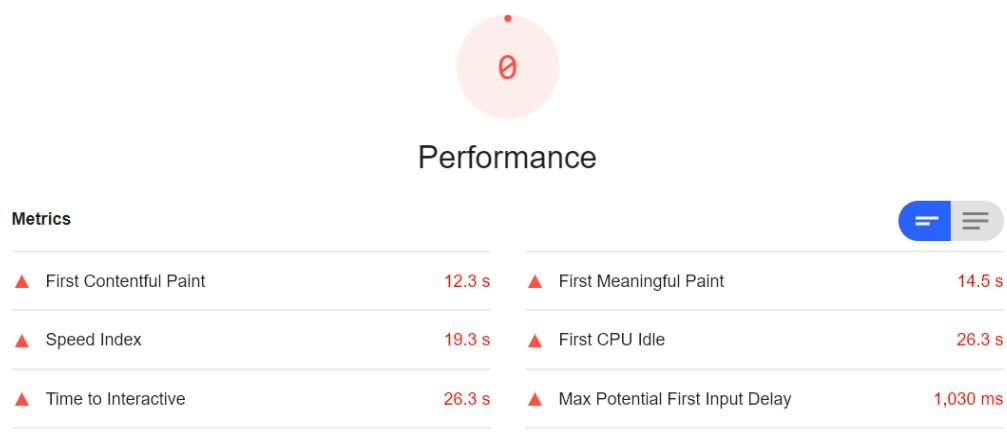 0
Performance
Metrics
First Contentful Paint 12.3 s
First Meaningful Paint 14.5 s
Speed Index 19.3 s
First CPU Idle 26.3 s
Time to Interactive 26.3 s
Max Potential First Input Delay 1,030 ms